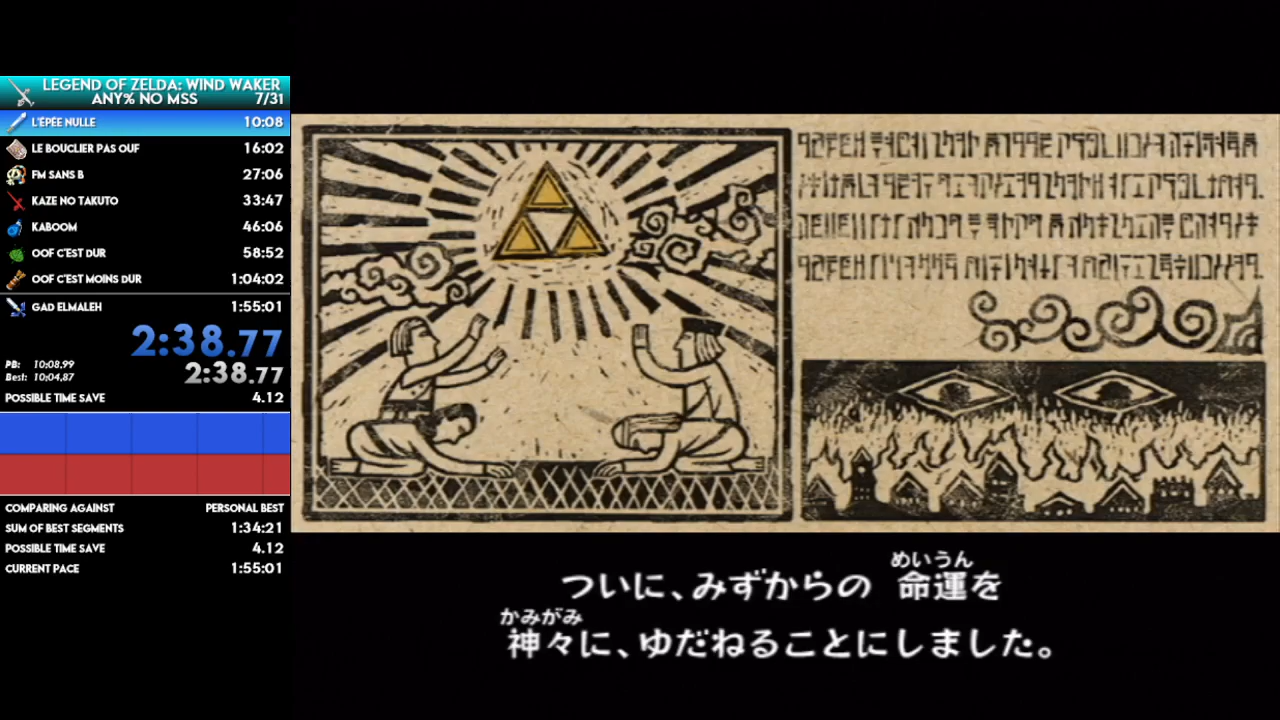 LEGEND OF ZELDA: WIND WAKER
ANY% NO MSS 7/31
L'ÉPÉE NULLE 10:08
LE BOUCLIER PAS OUF 16:02
FM SANS B 27:06
KAZE NO TAKUTO 33:47
KABOOM 46:06
OOF C'EST DUR 58:52
OOF C'EST MOINS DUR 1:04:02
GAD ELMALEH 1:55:01
2:38.77
PB: 10:08.99
Best: 10:04.87
2:38.77
POSSIBLE TIME SAVE 4.12
COMPARING AGAINST PERSONAL BEST
SUM OF BEST SEGMENTS 1:34:21
POSSIBLE TIME SAVE 4.12
CURRENT PACE 1:55:01
めいうん
ついに、みずからの 命運を
かみがみ
神々に、ゆだねることにしました。